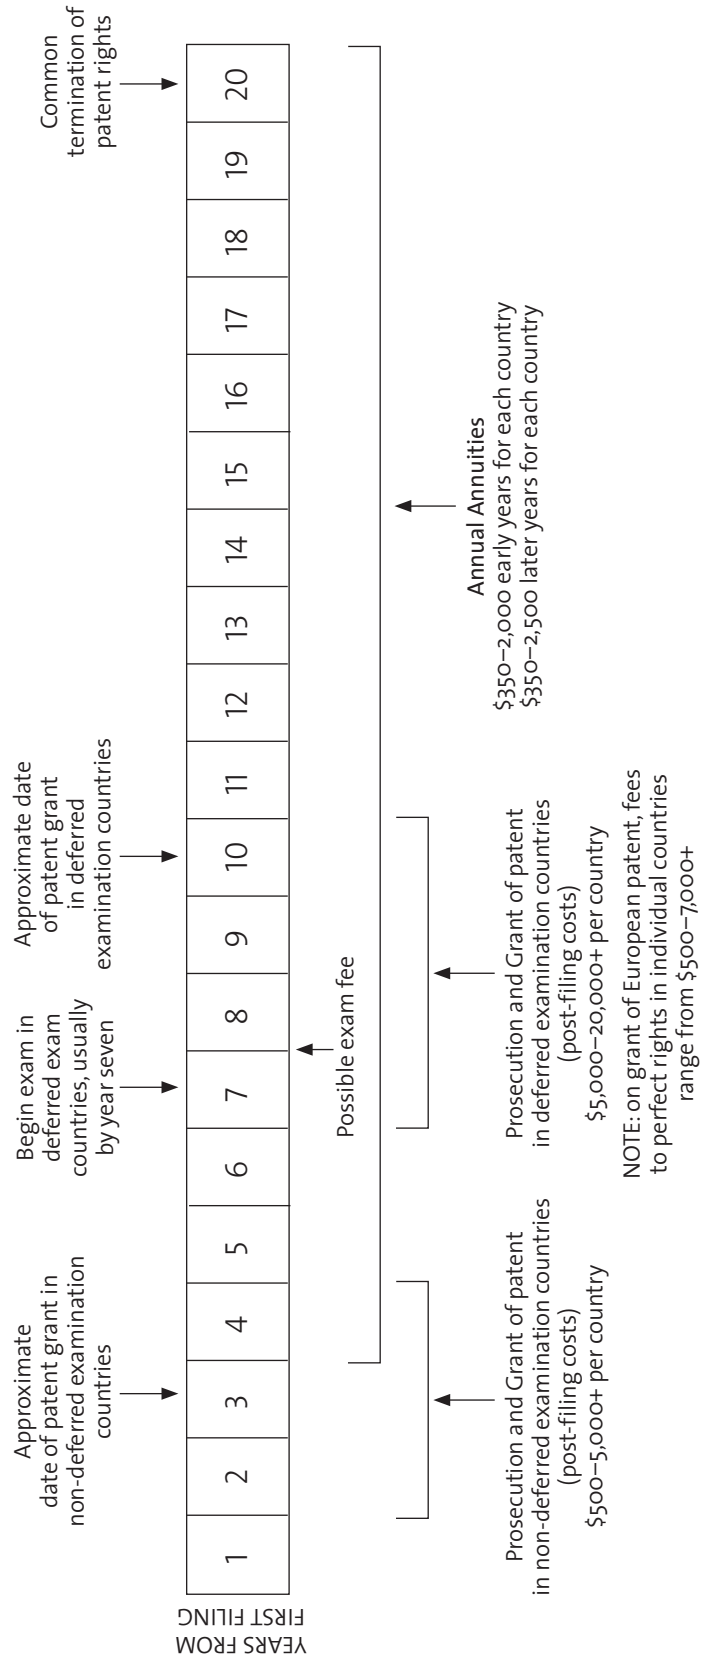 Approximate
date of patent grant in
non-deferred examination
countries
Begin exam in
deferred exam
countries, usually
by year seven
Approximate date
of patent grant
in deferred
examination countries
Common
termination of
patent rights
YEARS FROM
FIRST FILING
1
2
3
4
5
6
7
8
9
10
11
12
13
14
15
16
17
18
19
20
Possible exam fee
Prosecution and Grant of patent
in non-deferred examination countries
(post-filing costs)
$500–5,000+ per country
Prosecution and Grant of patent
in deferred examination countries
(post-filing costs)
$5,000–20,000+ per country
NOTE: on grant of European patent, fees
to perfect rights in individual countries
range from $500–7,000+
Annual Annuities
$350–2,000 early years for each country
$350–2,500 later years for each country